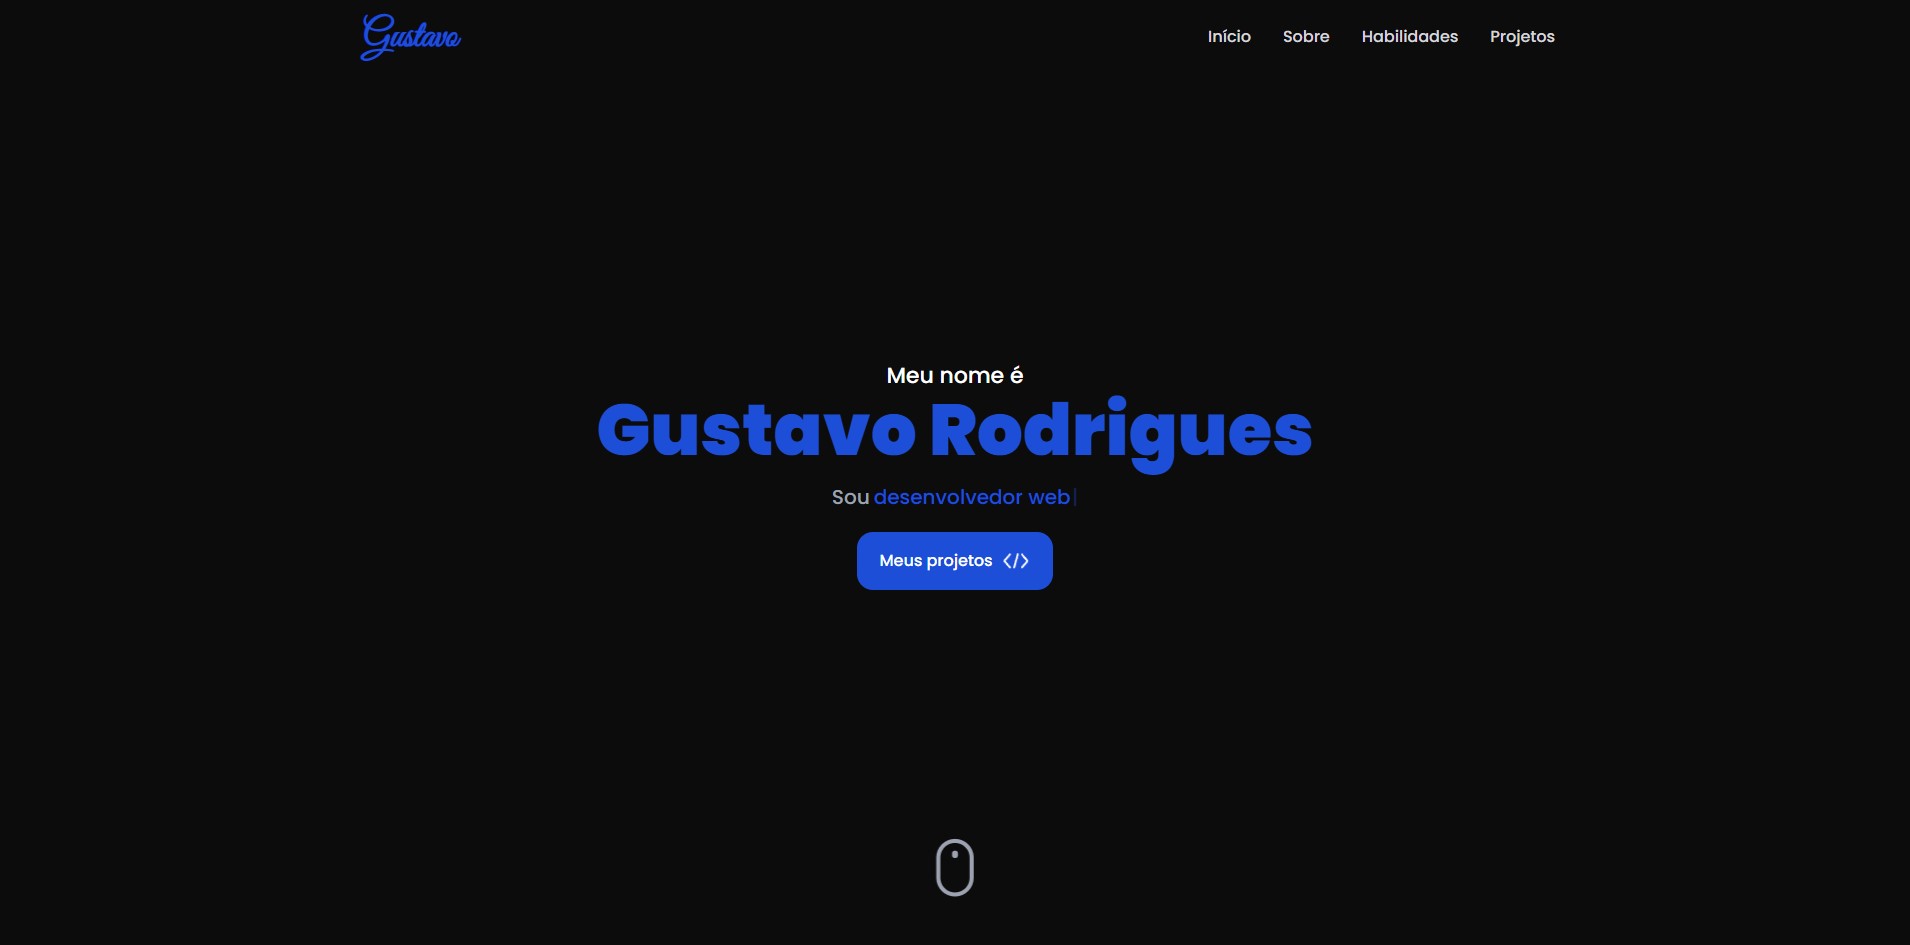 Gustavo
Início Sobre Habilidades Projetos
Meu nome é
Gustavo Rodrigues
Sou desenvolvedor web|
Meus projetos </>